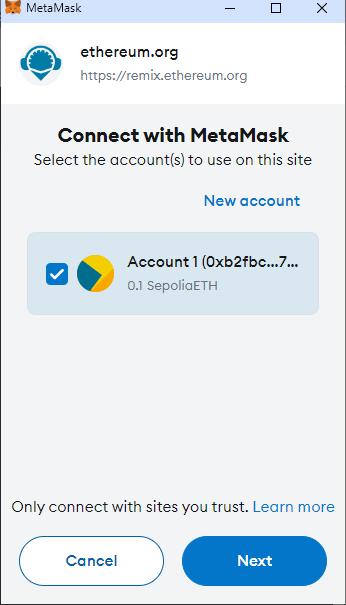 MetaMask
ethereum.org
https://remix.ethereum.org
Connect with MetaMask
Select the account(s) to use on this site
New account
Account 1 (0xb2fbc...7...
0.1 SepoliaETH
Only connect with sites you trust. Learn more
Cancel
Next